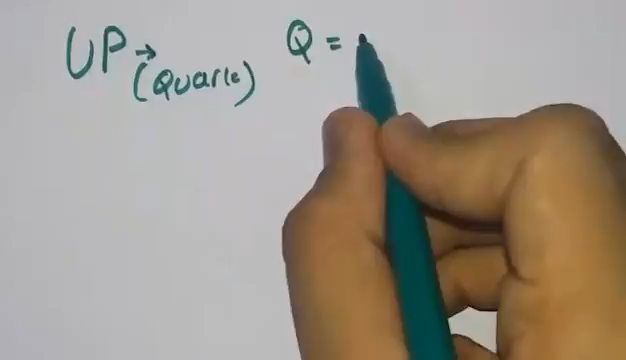 UP → Q =
(Quark)